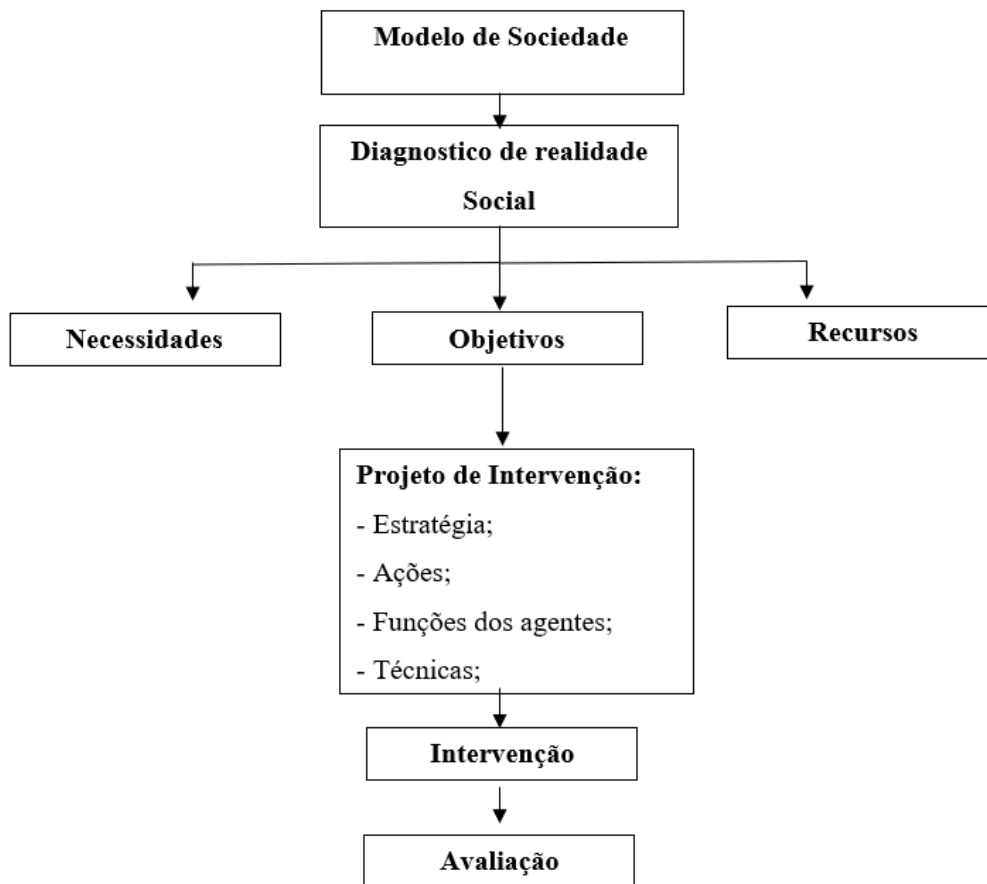 Modelo de Sociedade
Diagnostico de realidade
Social
Necessidades
Objetivos
Recursos
Projeto de Intervenção:
- Estratégia;
- Ações;
- Funções dos agentes;
- Técnicas;
Intervenção
Avaliação